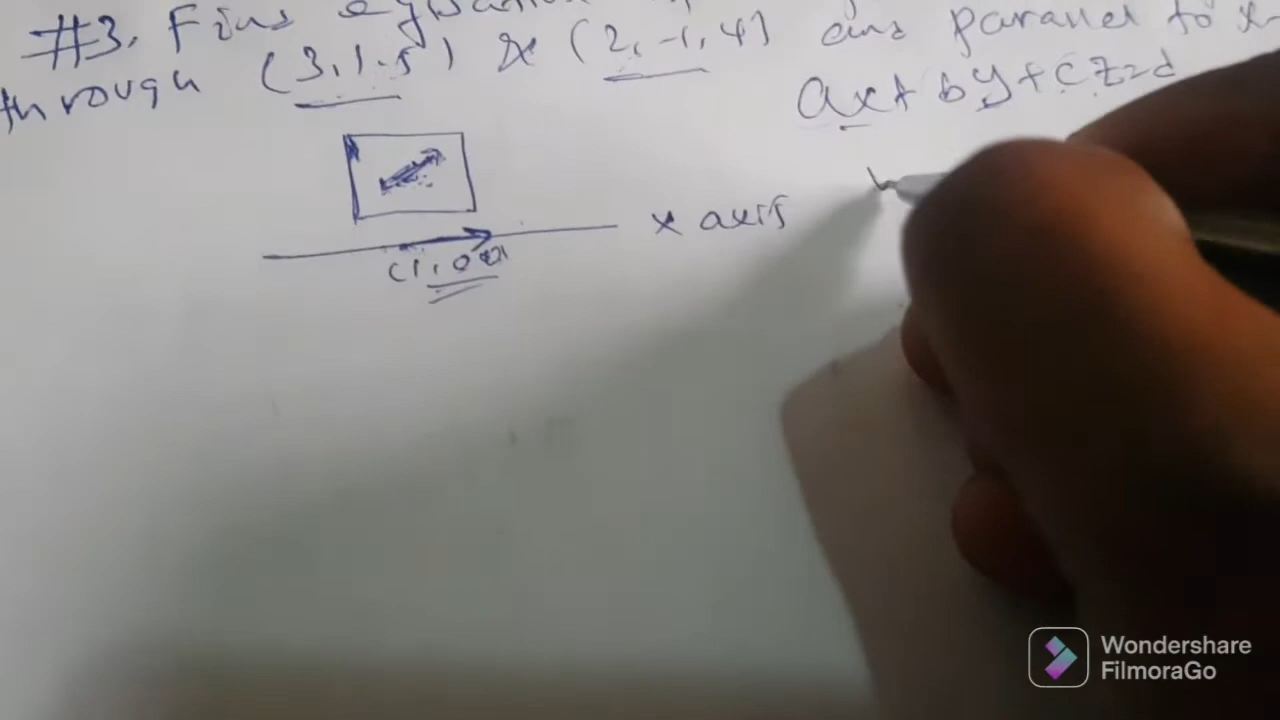 #3. Find equation
through (3,1,5) & (2,-1,4) and parallel to x-
ax+by+cz=d
x axis
(1,0,0)
Wondershare
FilmoraGo